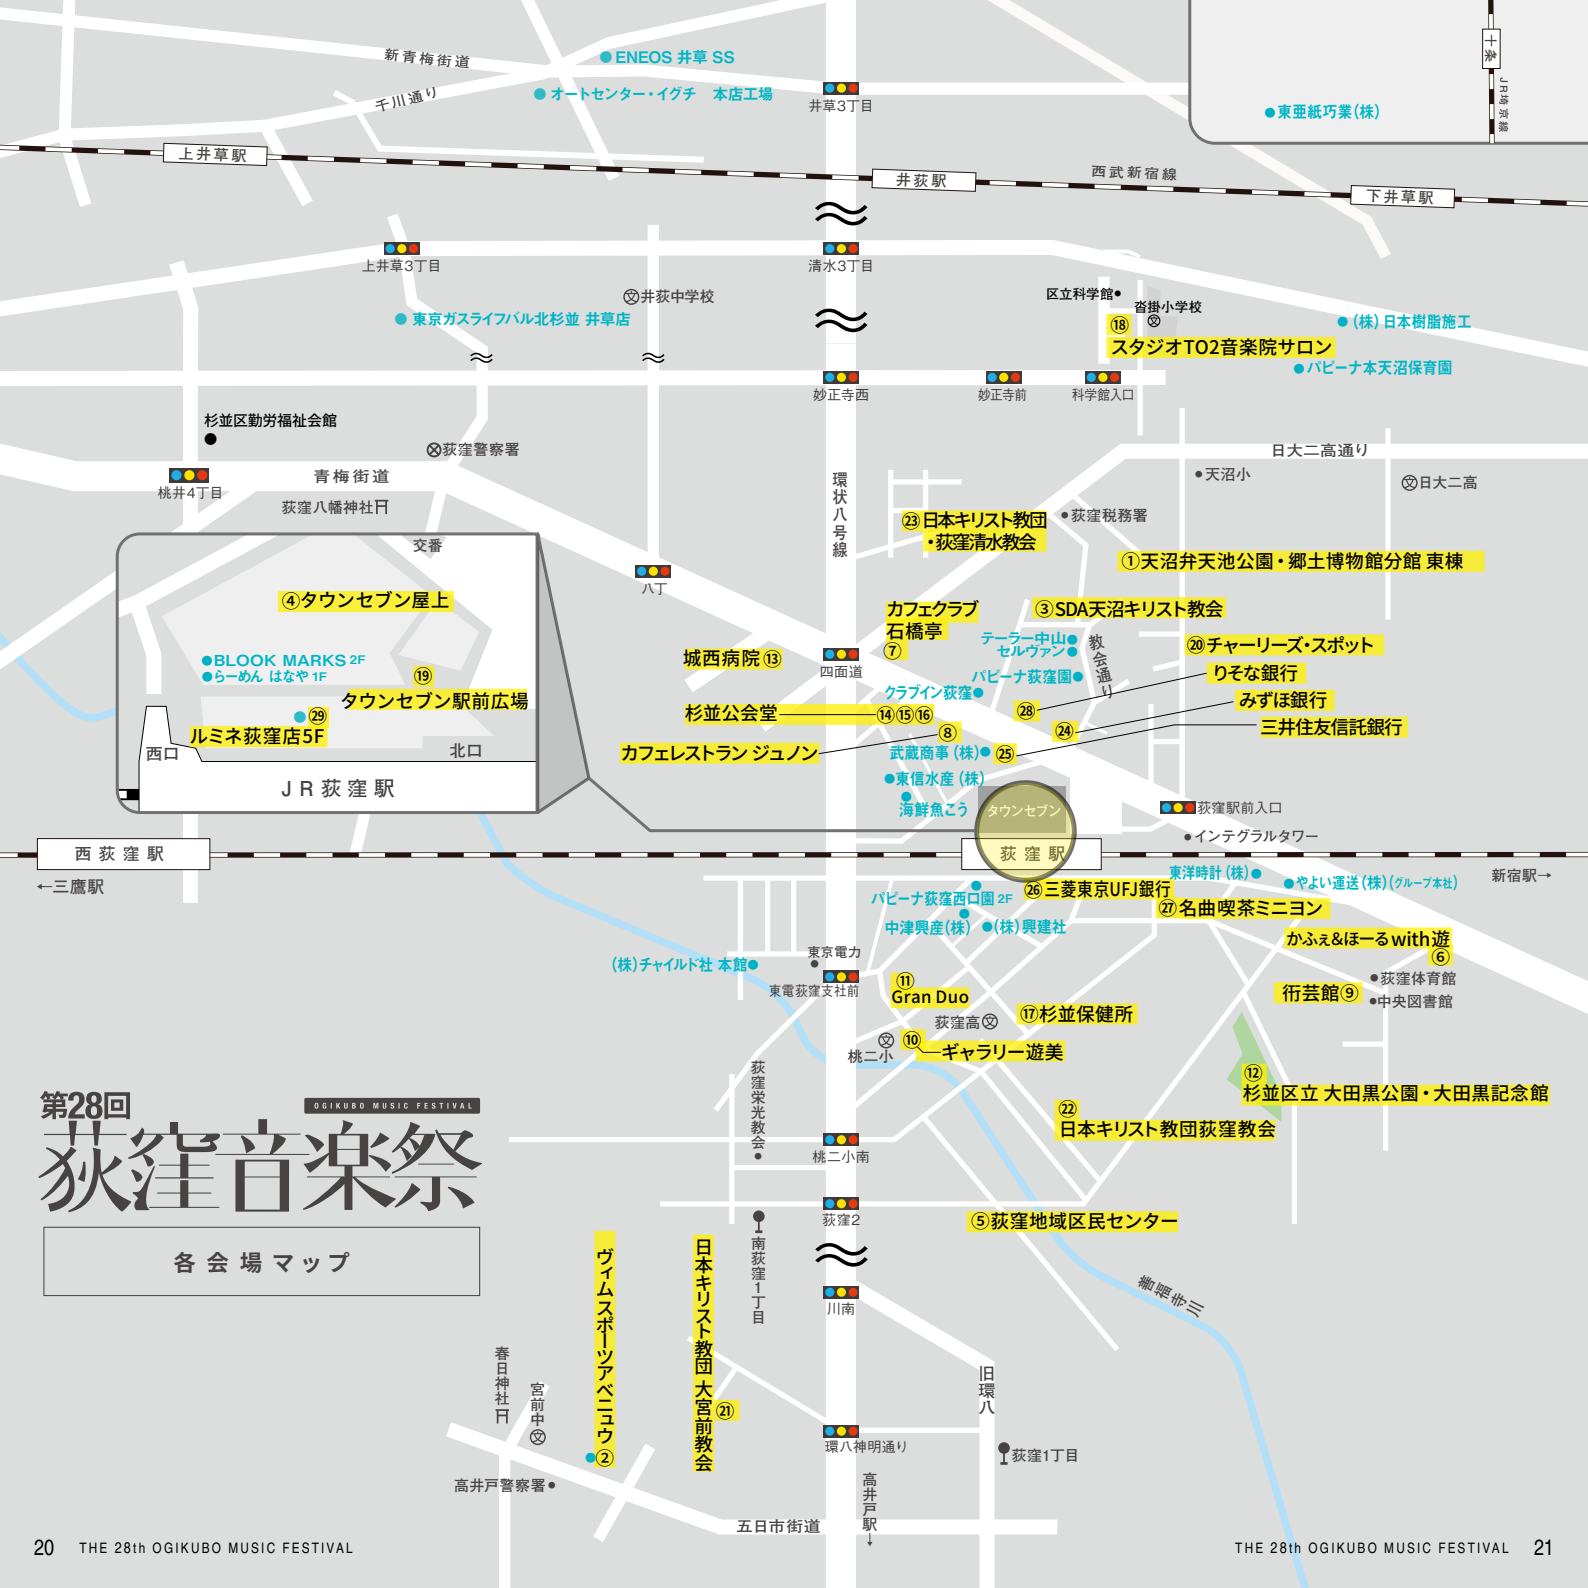 新青梅街道
千川通り
ENEOS 井草 SS
オートセンター・イグチ　本店工場
井草3丁目
十条
JR埼京線
東亜紙巧業(株)
上井草駅
井荻駅
西武新宿線
下井草駅
上井草3丁目
清水3丁目
文井荻中学校
東京ガスライフバル北杉並 井草店
区立科学館
沓掛小学校
文
⑱
スタジオTO2音楽院サロン
(株)日本樹脂施工
パピーナ本天沼保育園
妙正寺西
妙正寺前
科学館入口
杉並区勤労福祉会館
荻窪警察署
青梅街道
桃井4丁目
荻窪八幡神社
環状八号線
日大二高通り
天沼小
文日大二高
荻窪税務署
㉓日本キリスト教団
・荻窪清水教会
①天沼弁天池公園・郷土博物館分館 東棟
交番
④タウンセブン屋上
BLOOK MARKS 2F
らーめん はなや 1F
⑲
タウンセブン駅前広場
㉙
ルミネ荻窪店5F
西口
北口
JR荻窪駅
八丁
カフェクラブ
石橋亭
⑦
③SDA天沼キリスト教会
テーラー中山
セルヴァン
教会通り
⑳チャーリーズ・スポット
城西病院⑬
四面道
パピーナ荻窪園
りそな銀行
クラブイン荻窪
みずほ銀行
杉並公会堂
⑭⑮⑯
㉘
三井住友信託銀行
⑧
㉔
カフェレストラン ジュノン
武蔵商事(株)
㉕
東信水産(株)
海鮮魚こう
タウンセブン
荻窪駅前入口
インテグラルタワー
西荻窪駅
荻窪駅
←三鷹駅
新宿駅→
東洋時計(株)
やよい運送(株)(グループ本社)
㉖三菱東京UFJ銀行
パピーナ荻窪西口園 2F
㉗名曲喫茶ミニヨン
中津興産(株)
(株)興建社
かふぇ&ほーるwith遊
⑥
東京電力
(株)チャイルド社 本館
東電荻窪支社前
荻窪体育館
⑪
Gran Duo
衎芸館⑨
中央図書館
荻窪高文
⑰杉並保健所
文
桃二小
⑩
ギャラリー遊美
荻窪栄光教会
⑫
杉並区立 大田黒公園・大田黒記念館
第28回
OGIKUBO MUSIC FESTIVAL
荻窪音楽祭
㉒
日本キリスト教団荻窪教会
桃二小南
荻窪2
⑤荻窪地域区民センター
各会場マップ
南荻窪1丁目
ヴィムスポーツアベニュウ②
日本キリスト教団 大宮前教会
㉑
川南
善福寺川
春日神社
宮前中文
旧環八
環八神明通り
荻窪1丁目
高井戸警察署
高井戸駅→
五日市街道
20 THE 28th OGIKUBO MUSIC FESTIVAL
THE 28th OGIKUBO MUSIC FESTIVAL 21